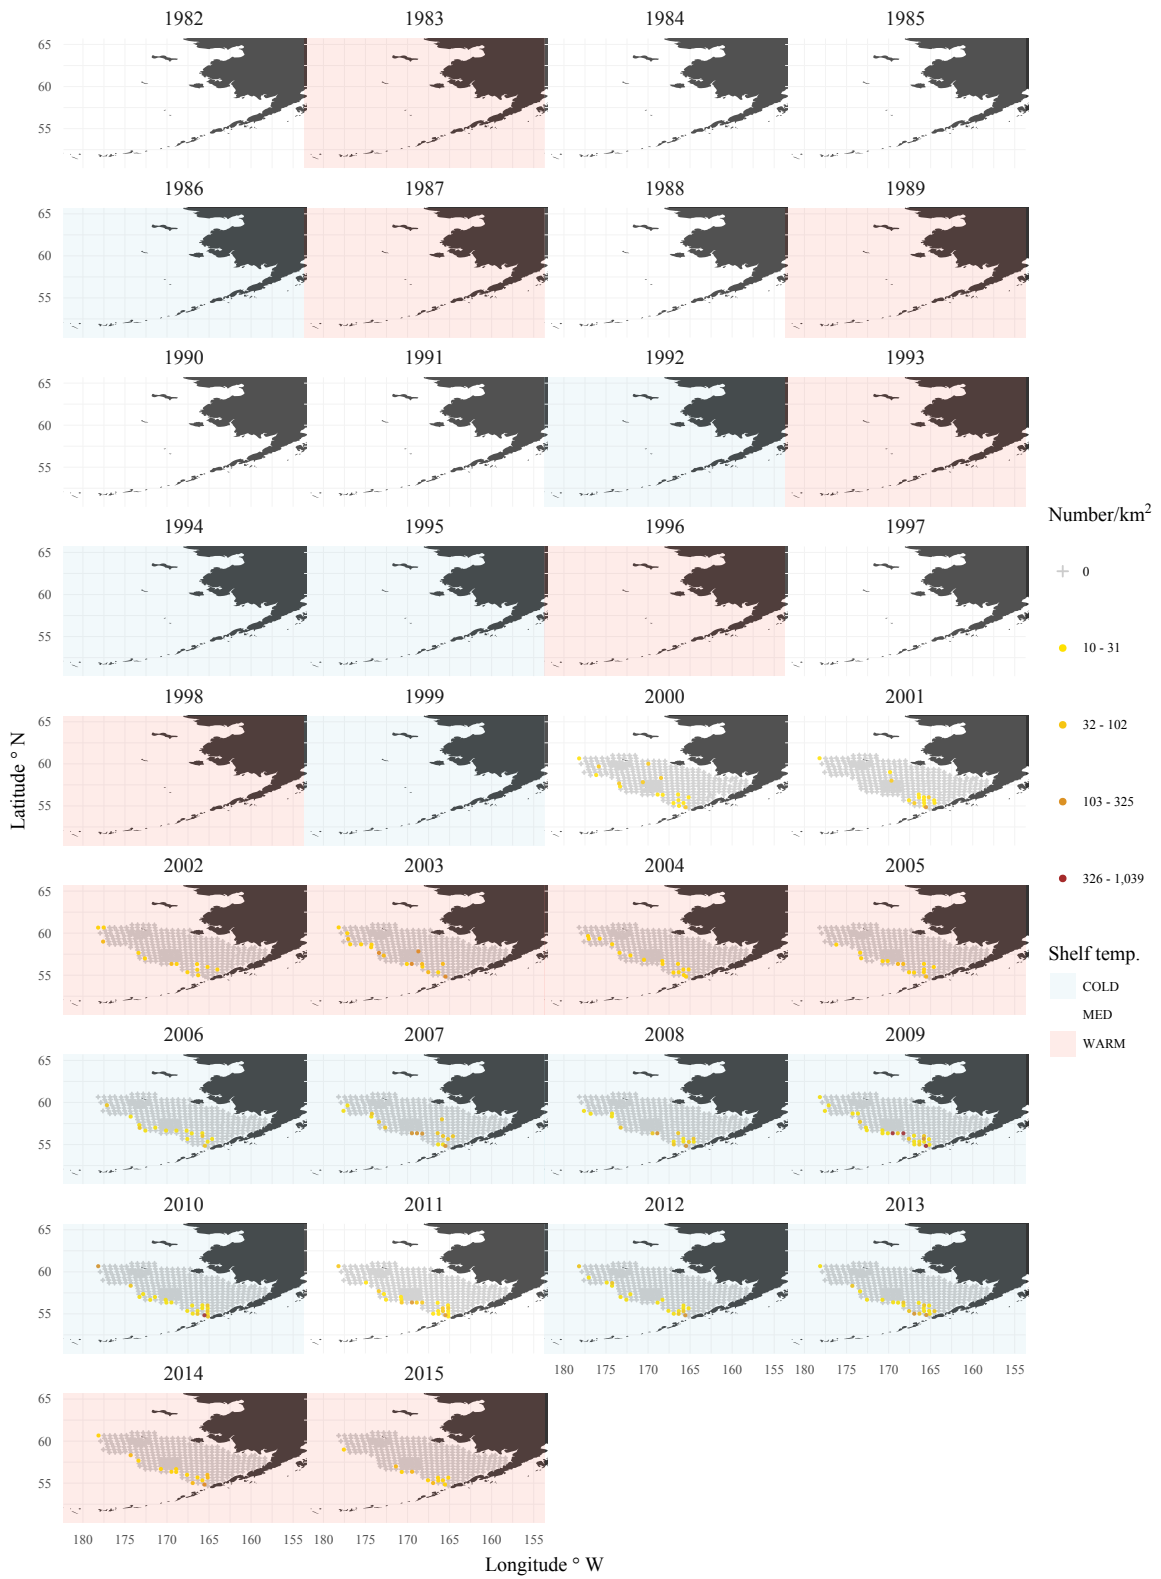 1982 1983 1984 1985
65
60
55
1986 1987 1988 1989
65
60
55
1990 1991 1992 1993
65
60
55
1994 1995 1996 1997
65
60
55
1998 1999 2000 2001
65
60
55
2002 2003 2004 2005
65
60
55
2006 2007 2008 2009
65
60
55
2010 2011 2012 2013
65
60
55
180 175 170 165 160 155 180 175 170 165 160 155
2014 2015
65
60
55
180 175 170 165 160 155 180 175 170 165 160 155
Longitude ° W
Latitude ° N
Number/km²
0
10 - 31
32 - 102
103 - 325
326 - 1,039
Shelf temp.
COLD
MED
WARM